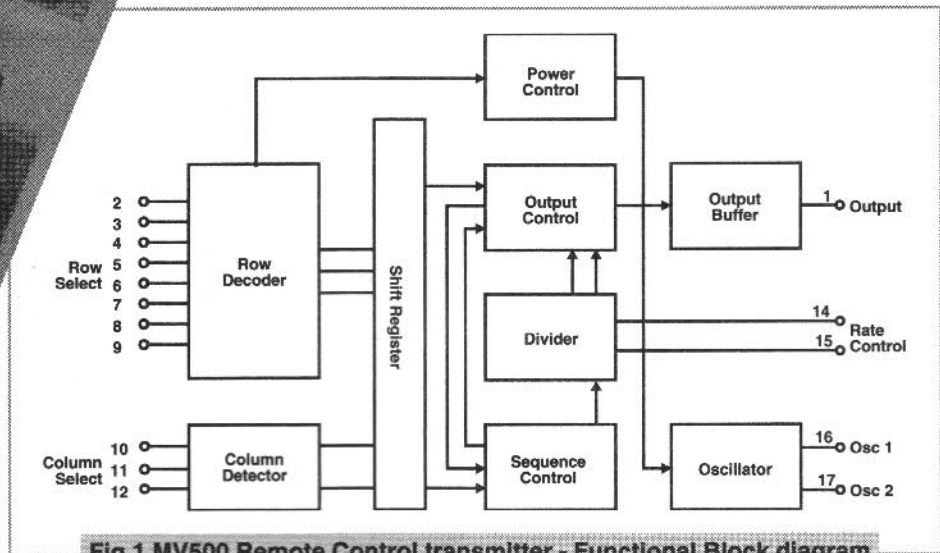 Power
Control
2
3
4
5
6
7
8
9
Row
Select
Row
Decoder
Shift Register
Output
Control
Output
Buffer
1
Output
Divider
14
15
Rate
Control
10
11
12
Column
Select
Column
Detector
Sequence
Control
Oscillator
16
Osc 1
17
Osc 2
Fig.1 MV500 Remote Control transmitter - Functional Block diagram